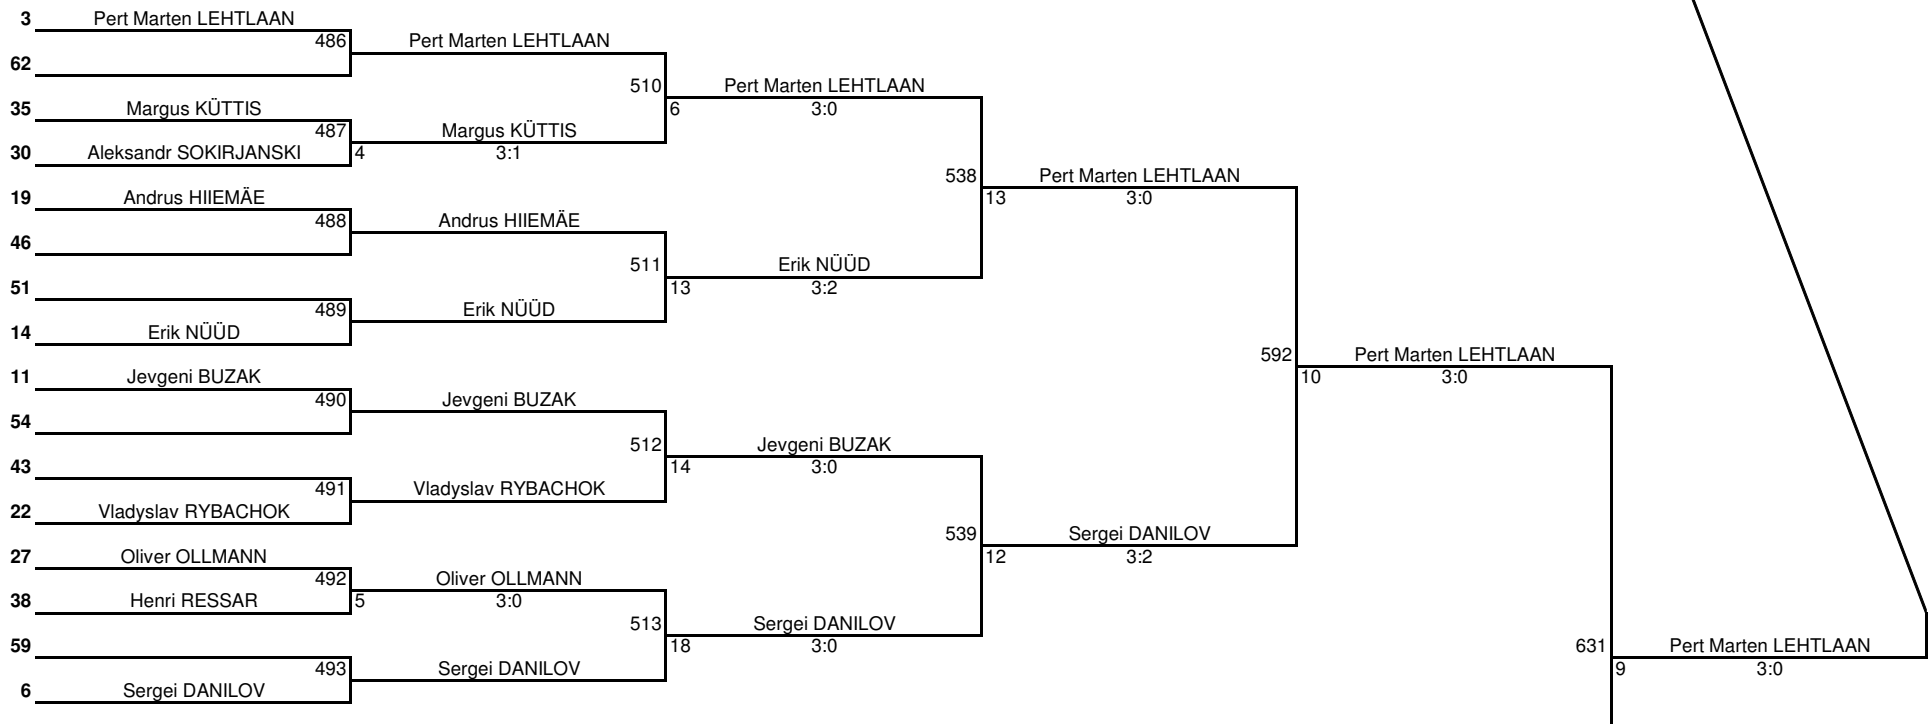 3 Pert Marten LEHTLAAN
486 Pert Marten LEHTLAAN
62
510 Pert Marten LEHTLAAN
6 3:0
35 Margus KÜTTIS
487 Margus KÜTTIS
30 Aleksandr SOKIRJANSKI 4 3:1
538 Pert Marten LEHTLAAN
13 3:0
19 Andrus HIIEMÄE
488 Andrus HIIEMÄE
46
511 Erik NÜÜD
13 3:2
51
489 Erik NÜÜD
14 Erik NÜÜD
592 Pert Marten LEHTLAAN
10 3:0
11 Jevgeni BUZAK
490 Jevgeni BUZAK
54
512 Jevgeni BUZAK
14 3:0
43
491 Vladyslav RYBACHOK
22 Vladyslav RYBACHOK
539 Sergei DANILOV
12 3:2
27 Oliver OLLMANN
492 Oliver OLLMANN
38 Henri RESSAR 5 3:0
513 Sergei DANILOV
18 3:0
59
631 Pert Marten LEHTLAAN
9 3:0
493 Sergei DANILOV
6 Sergei DANILOV